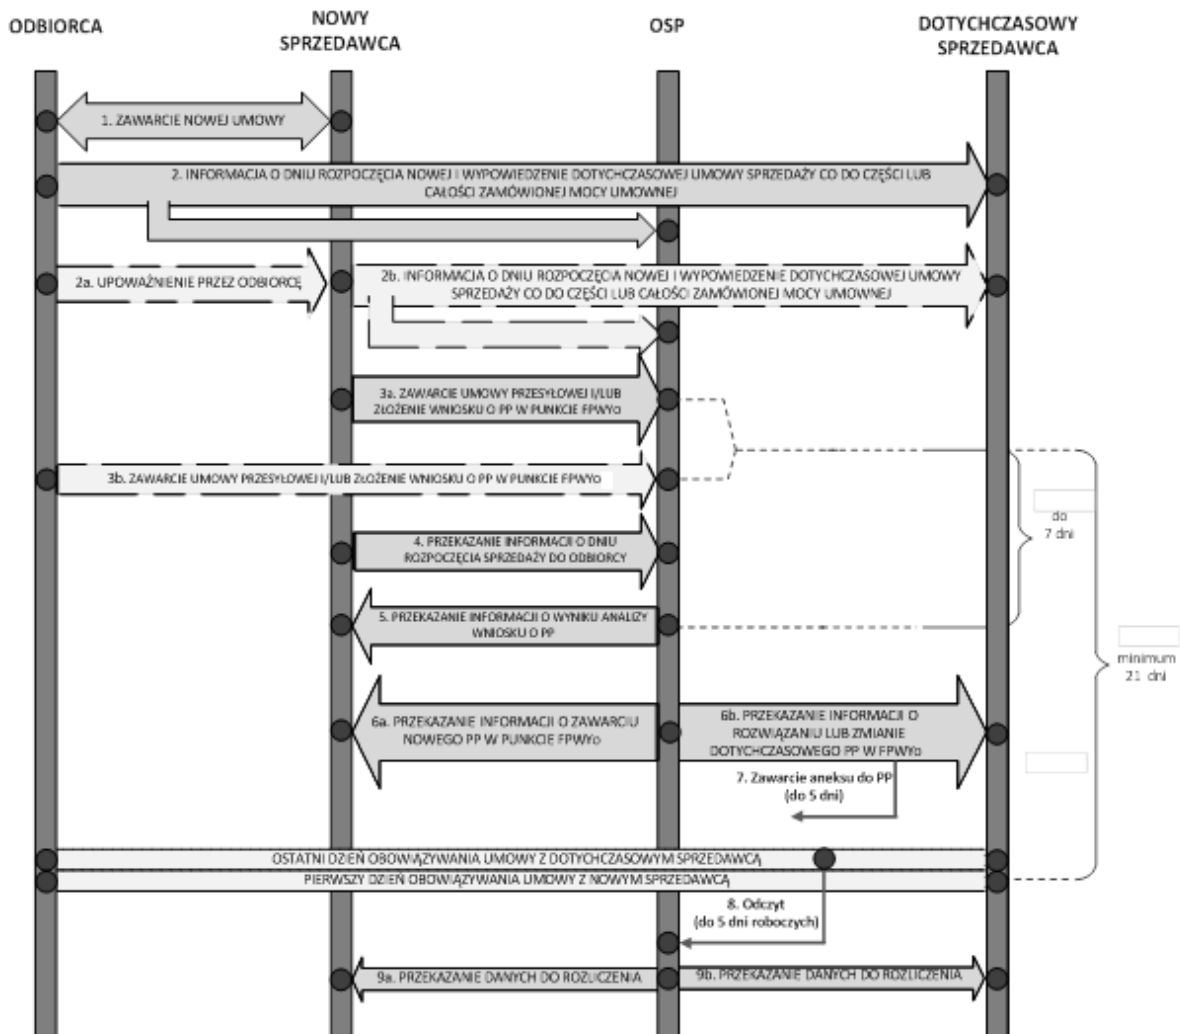 ODBIORCA
NOWY
SPRZEDAWCA
OSP
DOTYCHCZASOWY
SPRZEDAWCA
1. ZAWARCIE NOWEJ UMOWY
2. INFORMACJA O DNIU ROZPOCZĘCIA NOWEJ I WYPOWIEDZENIE DOTYCHCZASOWEJ UMOWY SPRZEDAŻY CO DO CZĘŚCI LUB
CAŁOŚCI ZAMÓWIONEJ MOCY UMOWNEJ
2a. UPOWAŻNIENIE PRZEZ ODBIORCĘ
2b. INFORMACJA O DNIU ROZPOCZĘCIA NOWEJ I WYPOWIEDZENIE DOTYCHCZASOWEJ UMOWY
SPRZEDAŻY CO DO CZĘŚCI LUB CAŁOŚCI ZAMÓWIONEJ MOCY UMOWNEJ
3a. ZAWARCIE UMOWY PRZESYŁOWEJ I/LUB
ZŁOŻENIE WNIOSKU O PP W PUNKCIE FPWYo
3b. ZAWARCIE UMOWY PRZESYŁOWEJ I/LUB ZŁOŻENIE WNIOSKU O PP W PUNKCIE FPWYo
do
7 dni
4. PRZEKAZANIE INFORMACJI O DNIU
ROZPOCZĘCIA SPRZEDAŻY DO ODBIORCY
5. PRZEKAZANIE INFORMACJI O WYNIKU ANALIZY
WNIOSKU O PP
minimum
21 dni
6a. PRZEKAZANIE INFORMACJI O ZAWARCIU
NOWEGO PP W PUNKCIE FPWYo
6b. PRZEKAZANIE INFORMACJI O
ROZWIĄZANIU LUB ZMIANIE
DOTYCHCZASOWEGO PP W FPWYo
7. Zawarcie aneksu do PP
(do 5 dni)
OSTATNI DZIEŃ OBOWIĄZYWANIA UMOWY Z DOTYCHCZASOWYM SPRZEDAWCĄ
PIERWSZY DZIEŃ OBOWIĄZYWANIA UMOWY Z NOWYM SPRZEDAWCĄ
8. Odczyt
(do 5 dni roboczych)
9a. PRZEKAZANIE DANYCH DO ROZLICZENIA
9b. PRZEKAZANIE DANYCH DO ROZLICZENIA